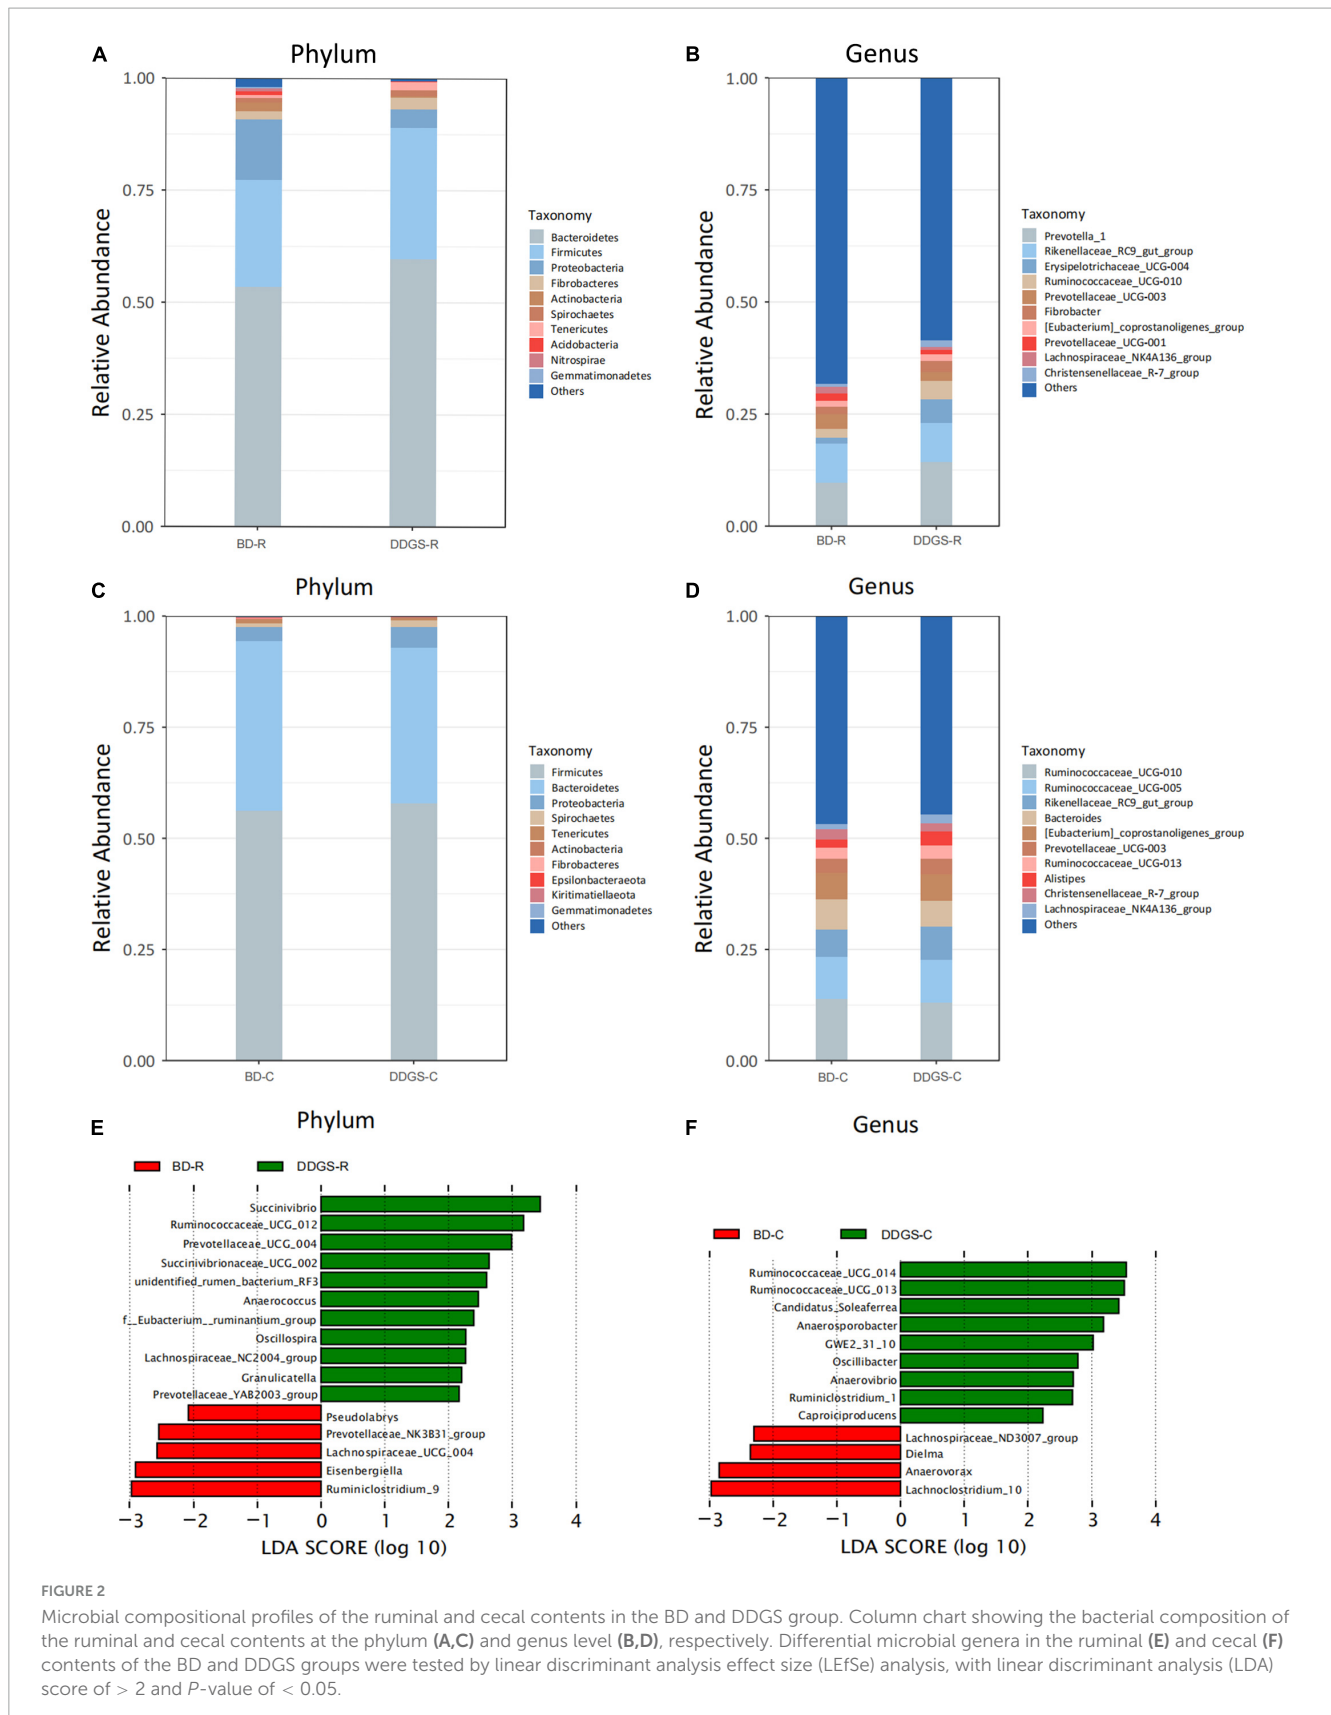 A
Phylum
Relative Abundance
1.00
0.75
0.50
0.25
0.00
BD-R
DDGS-R
Taxonomy
Bacteroidetes
Firmicutes
Proteobacteria
Fibrobacteres
Actinobacteria
Spirochaetes
Tenericutes
Acidobacteria
Nitrospirae
Gemmatimonadetes
Others
B
Genus
Relative Abundance
1.00
0.75
0.50
0.25
0.00
BD-R
DDGS-R
Taxonomy
Prevotella_1
Rikenellaceae_RC9_gut_group
Erysipelotrichaceae_UCG-004
Ruminococcaceae_UCG-010
Prevotellaceae_UCG-003
Fibrobacter
[Eubacterium]_coprostanoligenes_group
Prevotellaceae_UCG-001
Lachnospiraceae_NK4A136_group
Christensenellaceae_R-7_group
Others
C
Phylum
Relative Abundance
1.00
0.75
0.50
0.25
0.00
BD-C
DDGS-C
Taxonomy
Firmicutes
Bacteroidetes
Proteobacteria
Spirochaetes
Tenericutes
Actinobacteria
Fibrobacteres
Epsilonbacteraeota
Kiritimatiellaeota
Gemmatimonadetes
Others
D
Genus
Relative Abundance
1.00
0.75
0.50
0.25
0.00
BD-C
DDGS-C
Taxonomy
Ruminococcaceae_UCG-010
Ruminococcaceae_UCG-005
Rikenellaceae_RC9_gut_group
Bacteroides
[Eubacterium]_coprostanoligenes_group
Prevotellaceae_UCG-003
Ruminococcaceae_UCG-013
Alistipes
Christensenellaceae_R-7_group
Lachnospiraceae_NK4A136_group
Others
E
Phylum
BD-R
DDGS-R
Succinivibrio
Ruminococcaceae_UCG_012
Prevotellaceae_UCG_004
Succinivibrionaceae_UCG_002
unidentified_rumen_bacterium_RF3
Anaerococcus
f__Eubacterium__ruminantium_group
Oscillospira
Lachnospiraceae_NC2004_group
Granulicatella
Prevotellaceae_YAB2003_group
Pseudolabrys
Prevotellaceae_NK3B31_group
Lachnospiraceae_UCG_004
Eisenbergiella
Ruminiclostridium_9
−3 −2 −1 0 1 2 3 4
LDA SCORE (log 10)
F
Genus
BD-C
DDGS-C
Ruminococcaceae_UCG_014
Ruminococcaceae_UCG_013
Candidatus_Soleaferrea
Anaerosporobacter
GWE2_31_10
Oscillibacter
Anaerovibrio
Ruminiclostridium_1
Caproiciproducens
Lachnospiraceae_ND3007_group
Dielma
Anaerovorax
Lachnoclostridium_10
−3 −2 −1 0 1 2 3 4
LDA SCORE (log 10)
FIGURE 2
Microbial compositional profiles of the ruminal and cecal contents in the BD and DDGS group. Column chart showing the bacterial composition of
the ruminal and cecal contents at the phylum (A,C) and genus level (B,D), respectively. Differential microbial genera in the ruminal (E) and cecal (F)
contents of the BD and DDGS groups were tested by linear discriminant analysis effect size (LEfSe) analysis, with linear discriminant analysis (LDA)
score of > 2 and P-value of < 0.05.